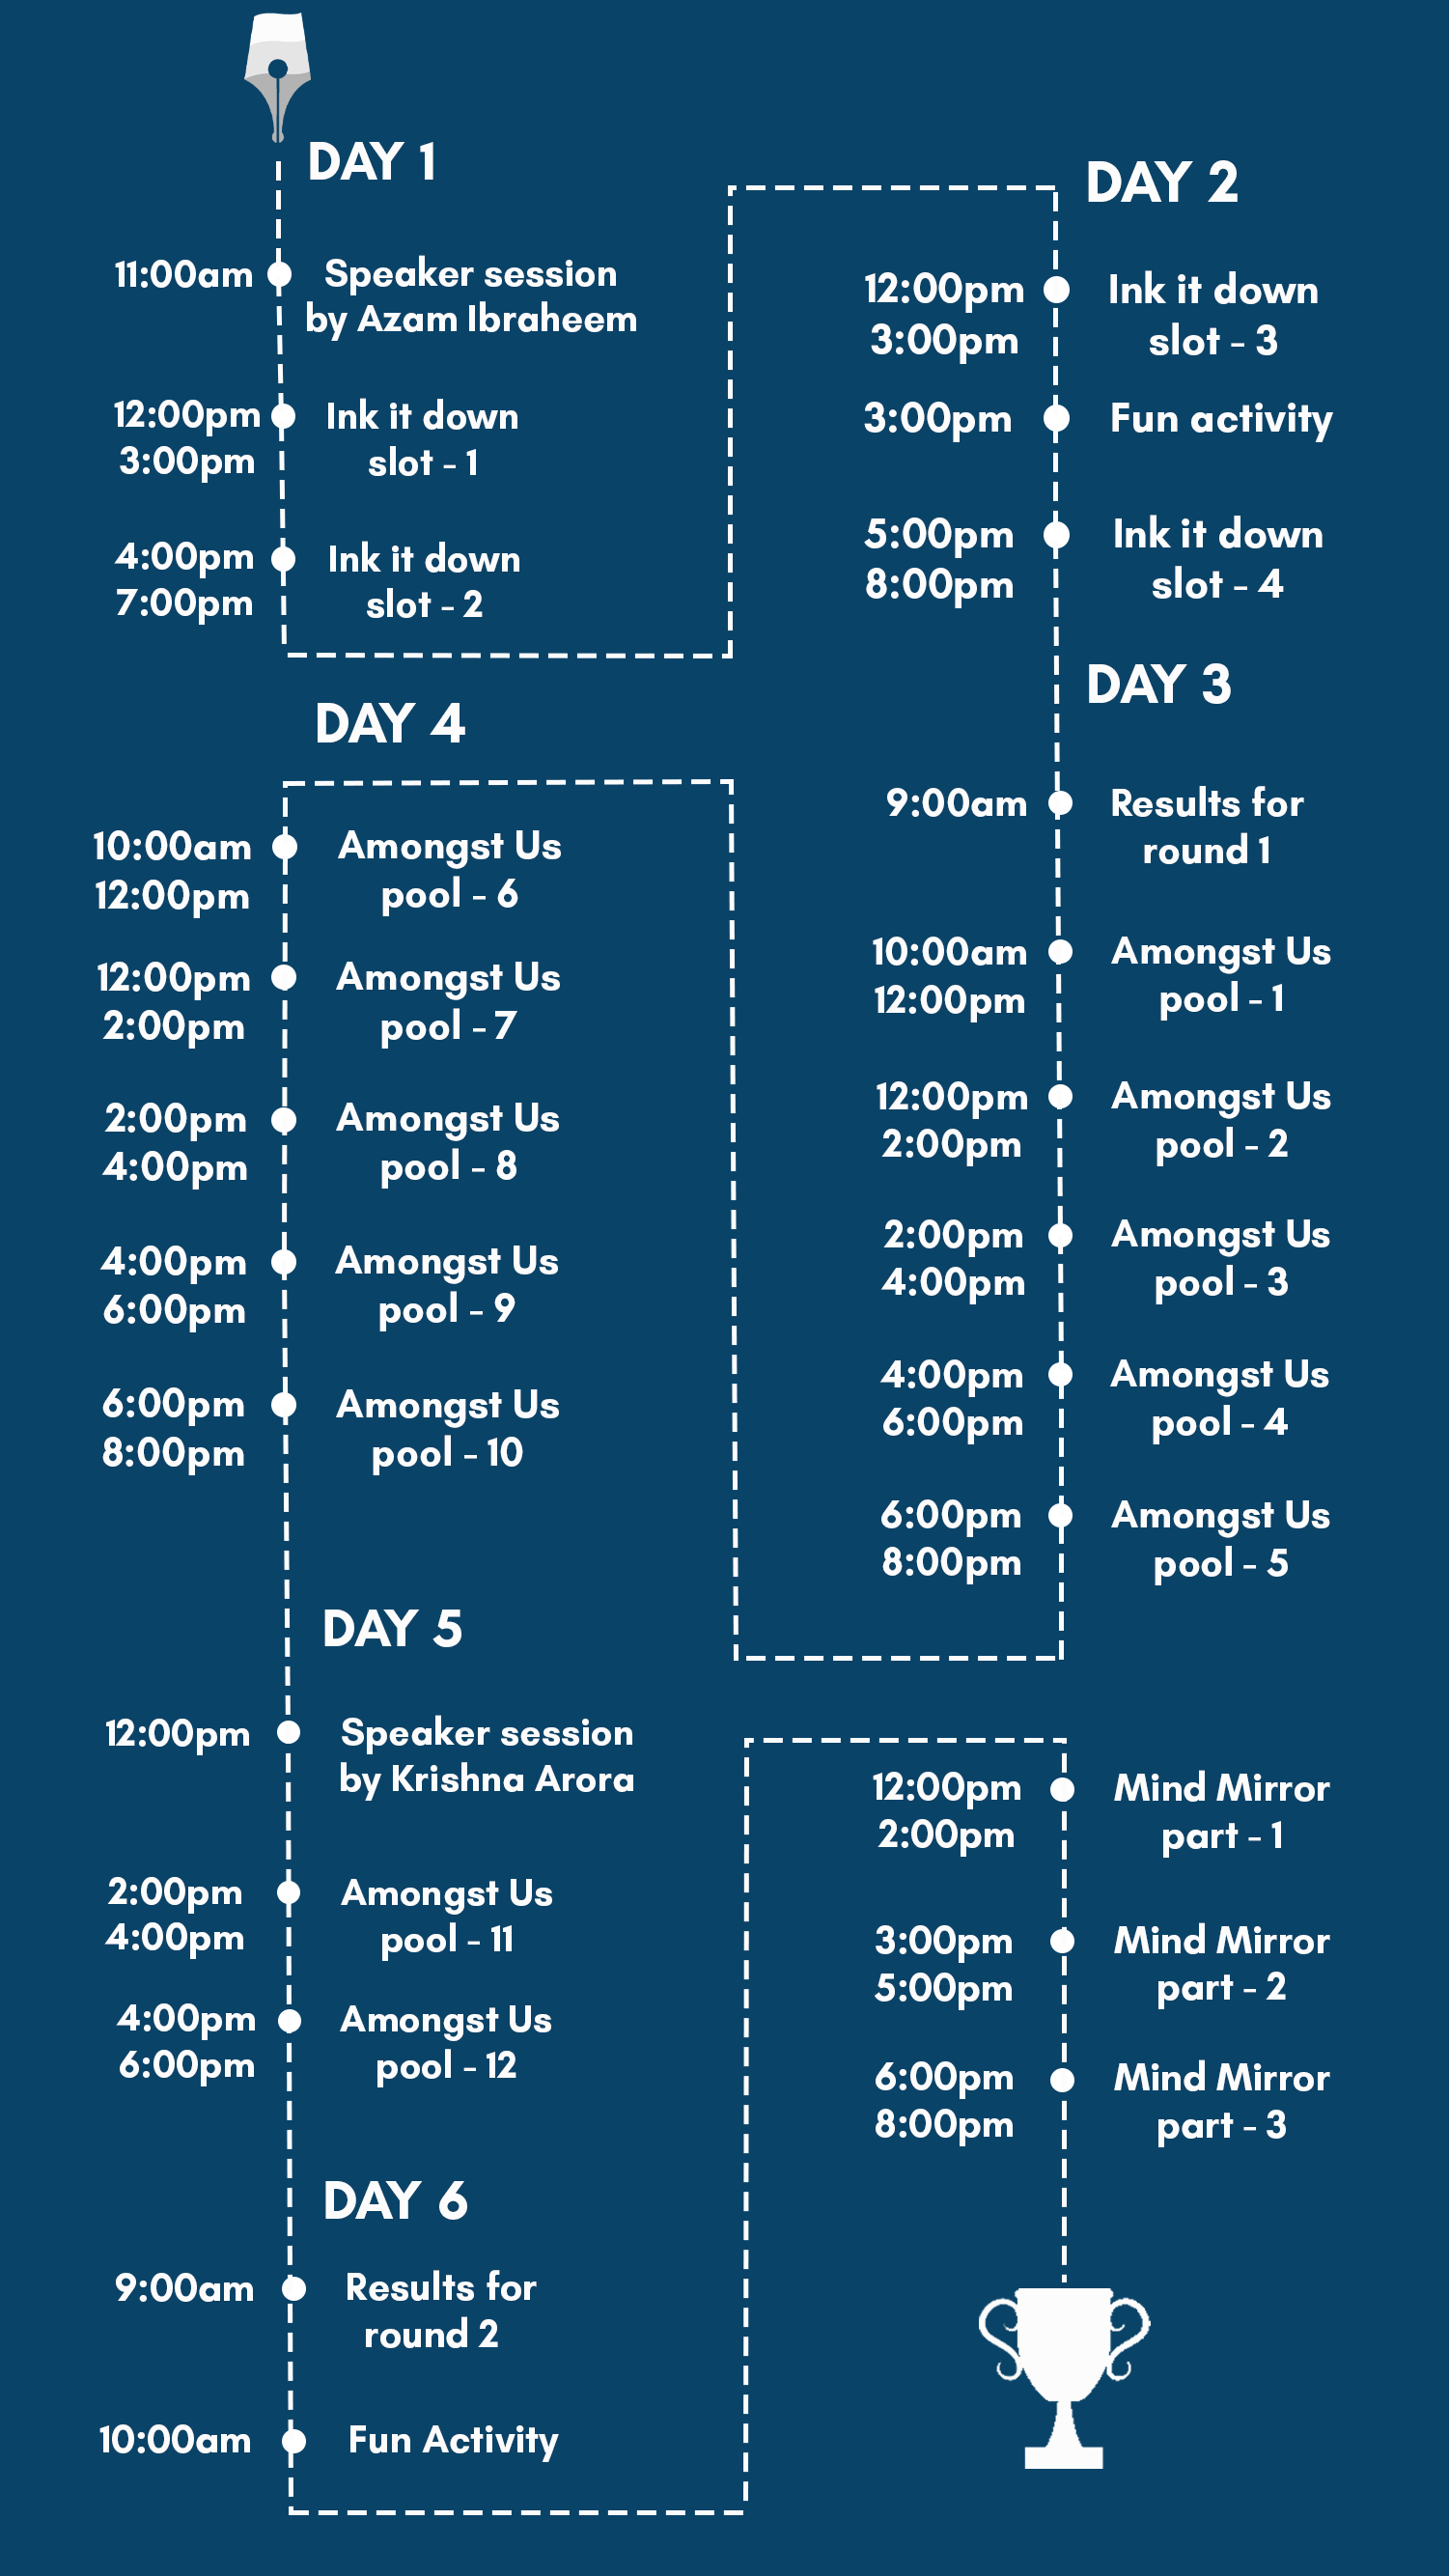 DAY 1
11:00am Speaker session
by Azam Ibraheem
12:00pm Ink it down
3:00pm slot - 1
4:00pm Ink it down
7:00pm slot - 2
DAY 2
12:00pm Ink it down
3:00pm slot - 3
3:00pm Fun activity
5:00pm Ink it down
8:00pm slot - 4
DAY 3
9:00am Results for
round 1
10:00am Amongst Us
12:00pm pool - 1
12:00pm Amongst Us
2:00pm pool - 2
2:00pm Amongst Us
4:00pm pool - 3
4:00pm Amongst Us
6:00pm pool - 4
6:00pm Amongst Us
8:00pm pool - 5
DAY 4
10:00am Amongst Us
12:00pm pool - 6
12:00pm Amongst Us
2:00pm pool - 7
2:00pm Amongst Us
4:00pm pool - 8
4:00pm Amongst Us
6:00pm pool - 9
6:00pm Amongst Us
8:00pm pool - 10
DAY 5
12:00pm Speaker session
by Krishna Arora
2:00pm Amongst Us
4:00pm pool - 11
4:00pm Amongst Us
6:00pm pool - 12
DAY 6
9:00am Results for
round 2
10:00am Fun Activity
12:00pm Mind Mirror
2:00pm part - 1
3:00pm Mind Mirror
5:00pm part - 2
6:00pm Mind Mirror
8:00pm part - 3